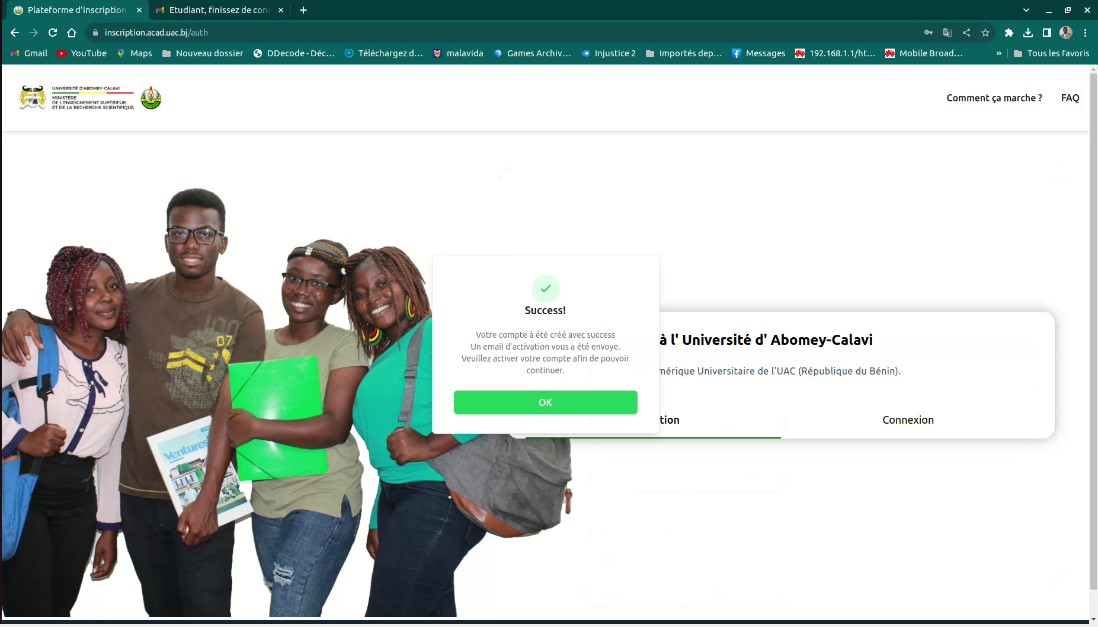 Plateforme d'Inscription
Etudiant, finissez de con
inscription.acad.uac.bj/auth
Gmail
YouTube
Maps
Nouveau dossier
DDecode - Déc...
Téléchargez d...
malavida
Games Archiv...
Injustice 2
Importés dep...
Messages
192.168.1.1/ht...
Mobile Broad...
»
Tous les favoris
UNIVERSITÉ D'ABOMEY-CALAVI
MINISTÈRE
DE L'ENSEIGNEMENT SUPÉRIEUR
ET DE LA RECHERCHE SCIENTIFIQUE
Comment ça marche ?
FAQ
07
Venture
Success!
Votre compte à été créé avec success
Un email d'activation vous a été envoye.
Veuillez activer votre compte afin de pouvoir
continuer.
OK
à l' Université d' Abomey-Calavi
mérique Universitaire de l'UAC (République du Bénin).
tion
Connexion